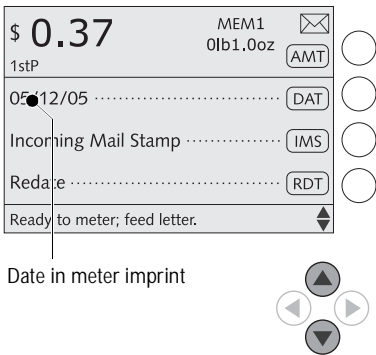 $ 0.37 MEM1
0lb1.0oz AMT
1stP
05/12/05 DAT
Incoming Mail Stamp IMS
Redate RDT
Ready to meter; feed letter.
Date in meter imprint